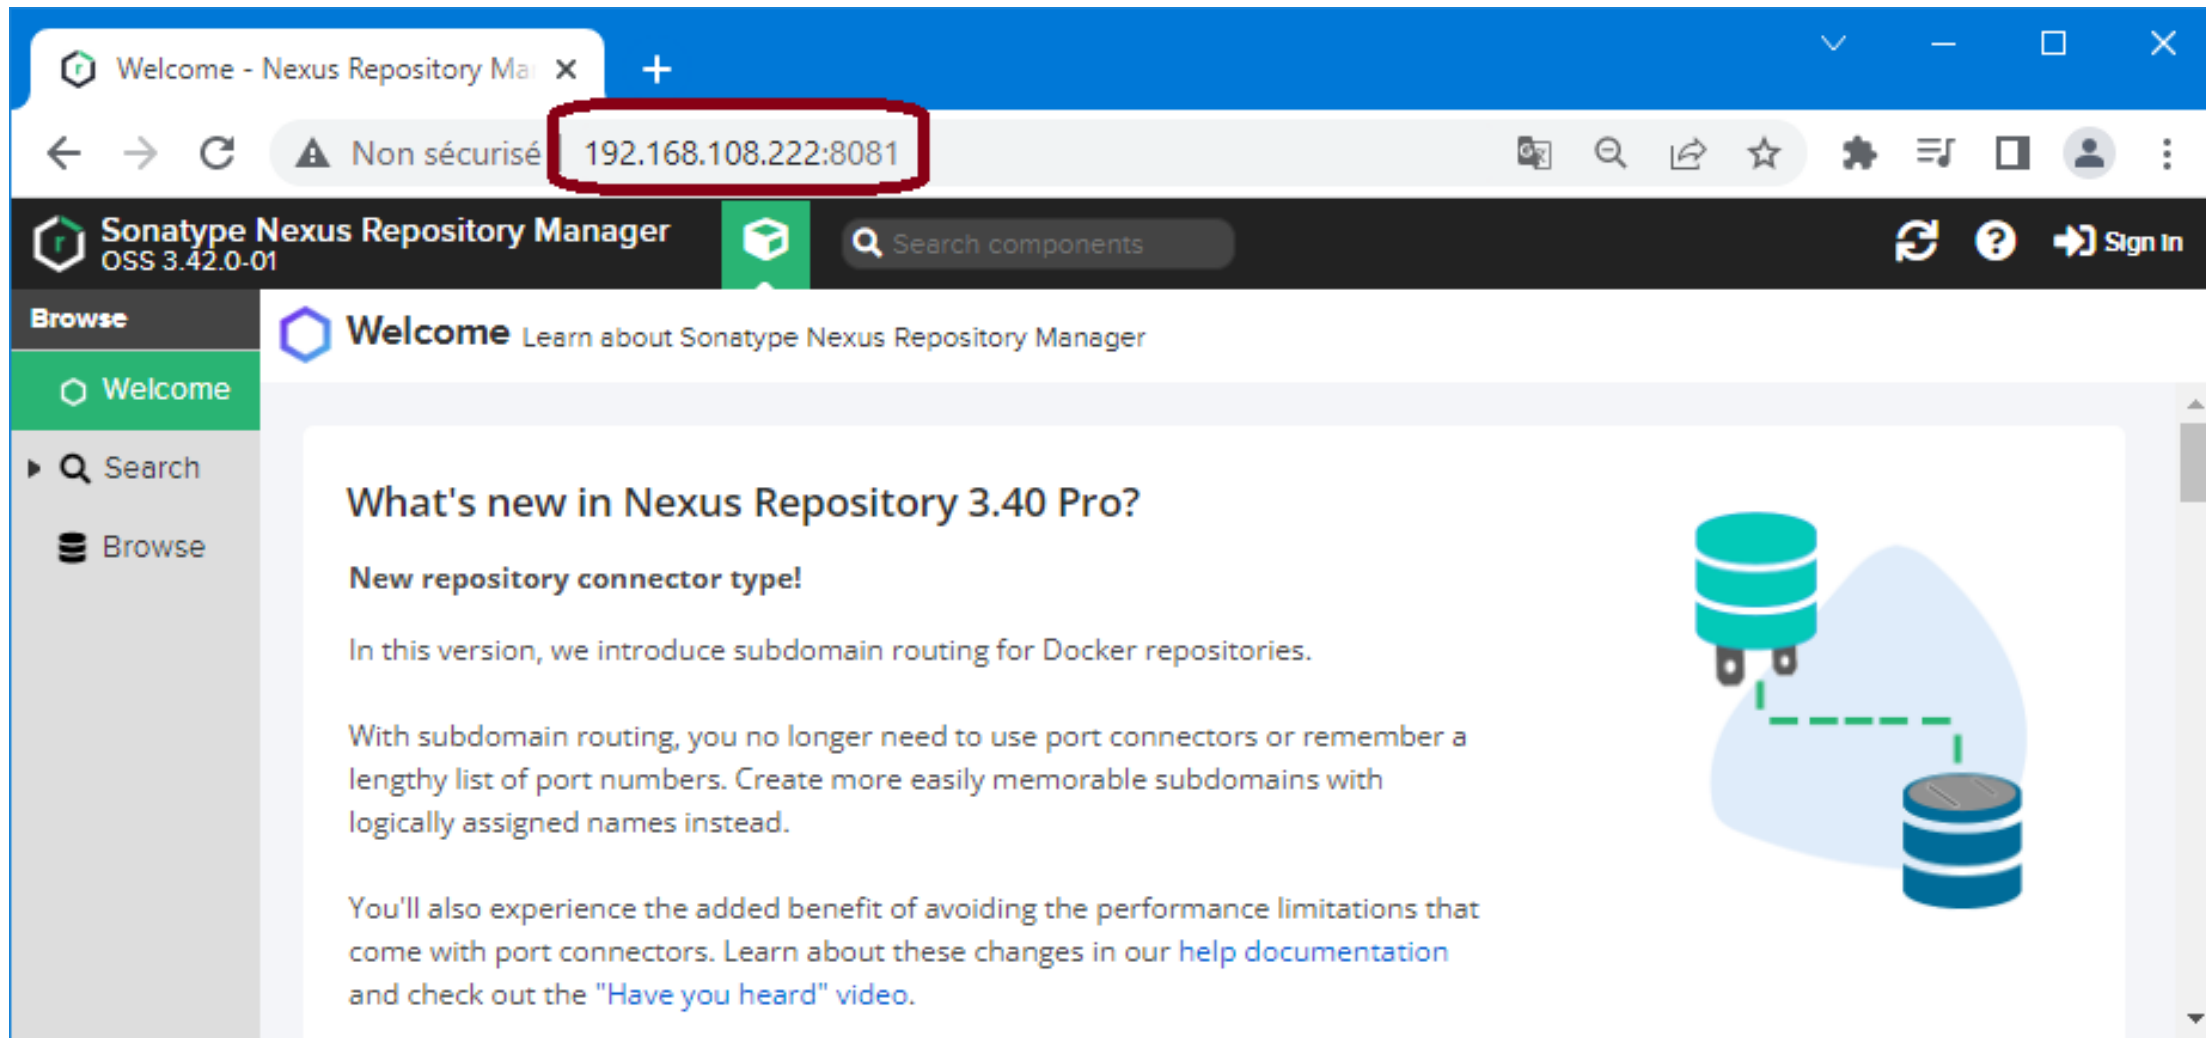 Welcome - Nexus Repository Ma
Non sécurisé | 192.168.108.222:8081
Sonatype Nexus Repository Manager
OSS 3.42.0-01
Search components
Sign in
Browse
Welcome Learn about Sonatype Nexus Repository Manager
Welcome
Search
Browse
What's new in Nexus Repository 3.40 Pro?
New repository connector type!
In this version, we introduce subdomain routing for Docker repositories.
With subdomain routing, you no longer need to use port connectors or remember a
lengthy list of port numbers. Create more easily memorable subdomains with
logically assigned names instead.
You'll also experience the added benefit of avoiding the performance limitations that
come with port connectors. Learn about these changes in our help documentation
and check out the "Have you heard" video.